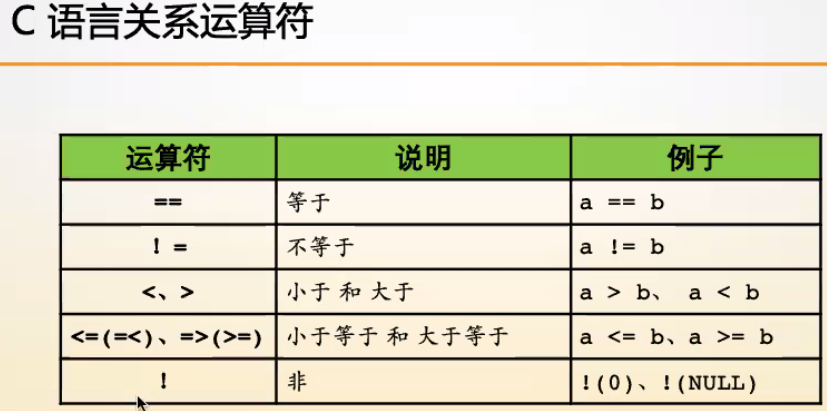 C 语言关系运算符
运算符 说明 例子
== 等于 a == b
! = 不等于 a != b
<、> 小于 和 大于 a > b、 a < b
<=(=<)、=>(>=) 小于等于 和 大于等于 a <= b、a >= b
! 非 !(0)、!(NULL)